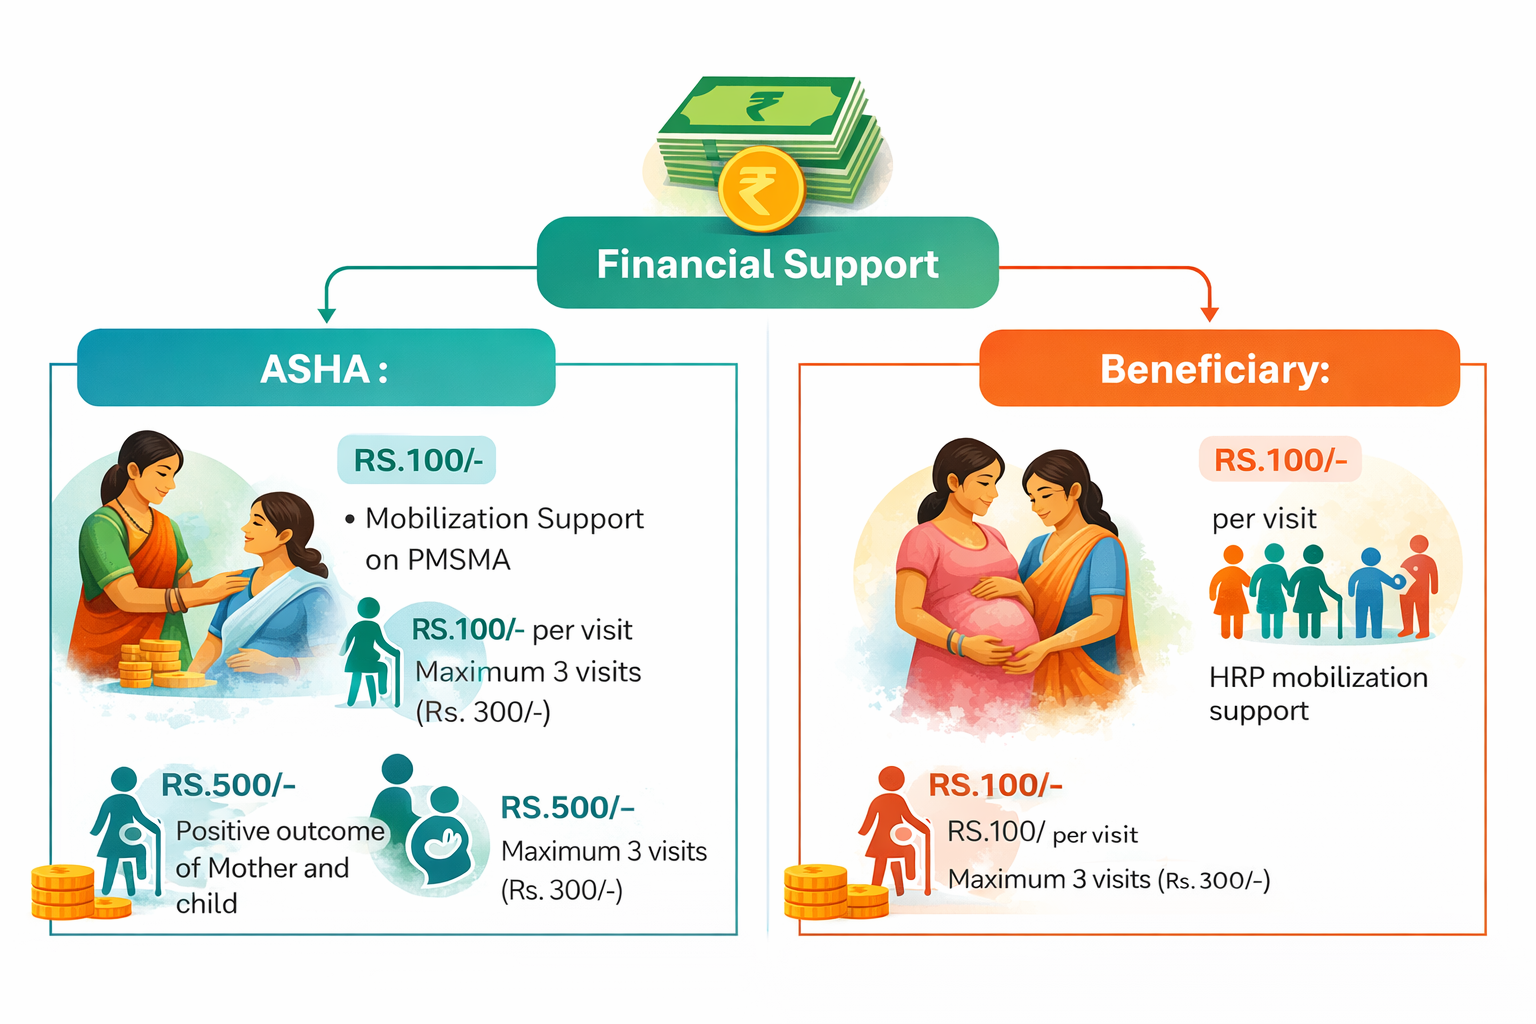 Financial Support
ASHA :
RS.100/-
• Mobilization Support
on PMSMA
RS.100/- per visit
Maximum 3 visits
(Rs. 300/-)
RS.500/-
Positive outcome
of Mother and
child
RS.500/-
Maximum 3 visits
(Rs. 300/-)
Beneficiary:
RS.100/-
per visit
HRP mobilization
support
RS.100/-
RS.100/ per visit
Maximum 3 visits (Rs. 300/-)